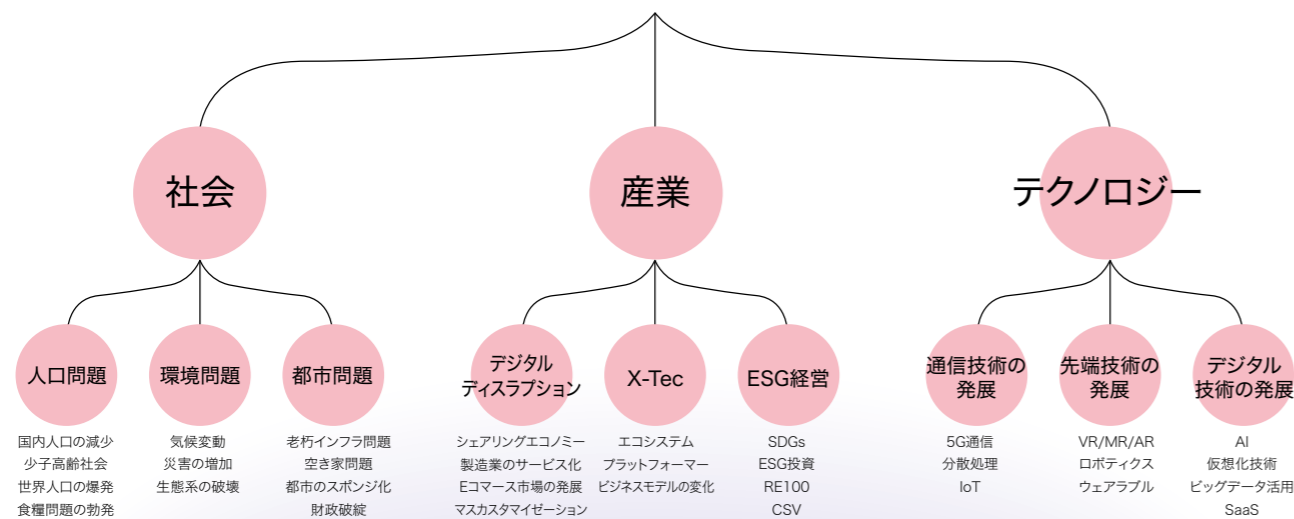 社会
産業
テクノロジー
人口問題
環境問題
都市問題
デジタル
ディスラプション
X-Tec
ESG経営
通信技術の
発展
先端技術の
発展
デジタル
技術の発展
国内人口の減少
少子高齢社会
世界人口の爆発
食糧問題の勃発
気候変動
災害の増加
生態系の破壊
老朽インフラ問題
空き家問題
都市のスポンジ化
財政破綻
シェアリングエコノミー
製造業のサービス化
Eコマース市場の発展
マスカスタマイゼーション
エコシステム
プラットフォーマー
ビジネスモデルの変化
SDGs
ESG投資
RE100
CSV
5G通信
分散処理
IoT
VR/MR/AR
ロボティクス
ウェアラブル
AI
仮想化技術
ビッグデータ活用
SaaS